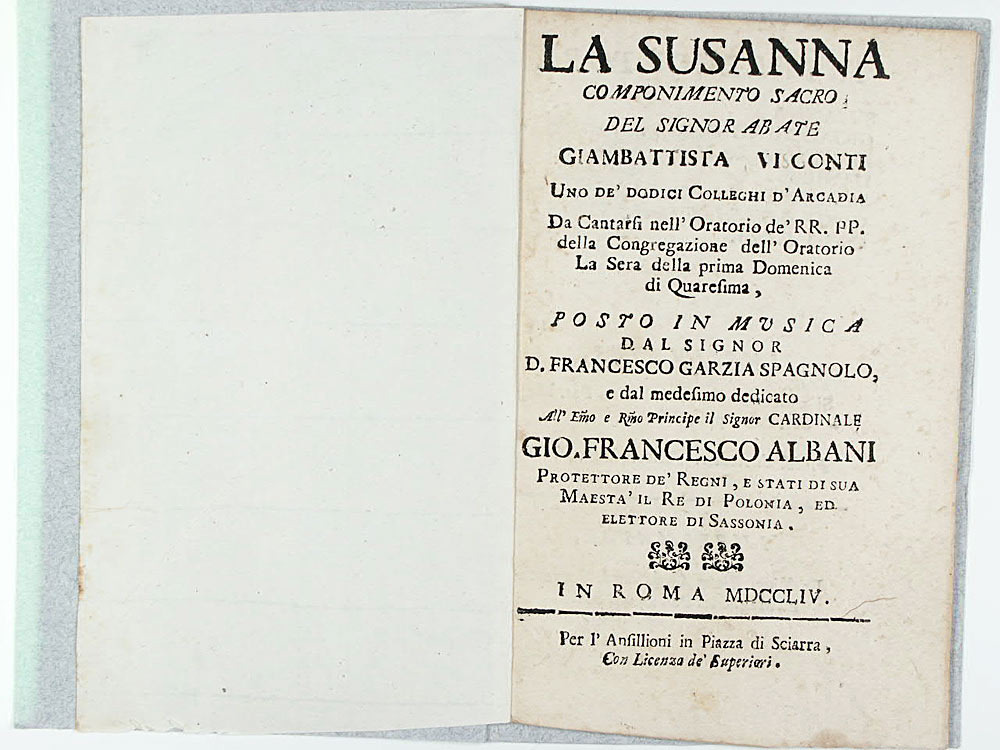 LA SUSANNA
COMPONIMENTO SACRO;
DEL SIGNOR ABATE
GIAMBATTISTA VISCONTI
UNO DE' DODICI COLLEGHI D'ARCADIA
Da Cantarſi nell' Oratorio de' RR. PP.
della Congregazione dell' Oratorio
La Sera della prima Domenica
di Quareſima,
POSTO IN MVSICA
DAL SIGNOR
D. FRANCESCO GARZIA SPAGNOLO,
e dal medeſimo dedicato
All' Em̃o e Rm̃o Principe il Signor CARDINALE
GIO. FRANCESCO ALBANI
PROTETTORE DE' REGNI, E STATI DI SUA
MAESTA' IL RE DI POLONIA, ED
ELETTORE DI SASSONIA.
IN ROMA MDCCLIV.
Per l' Anſillioni in Piazza di Sciarra,
Con Licenza de' Superiori.